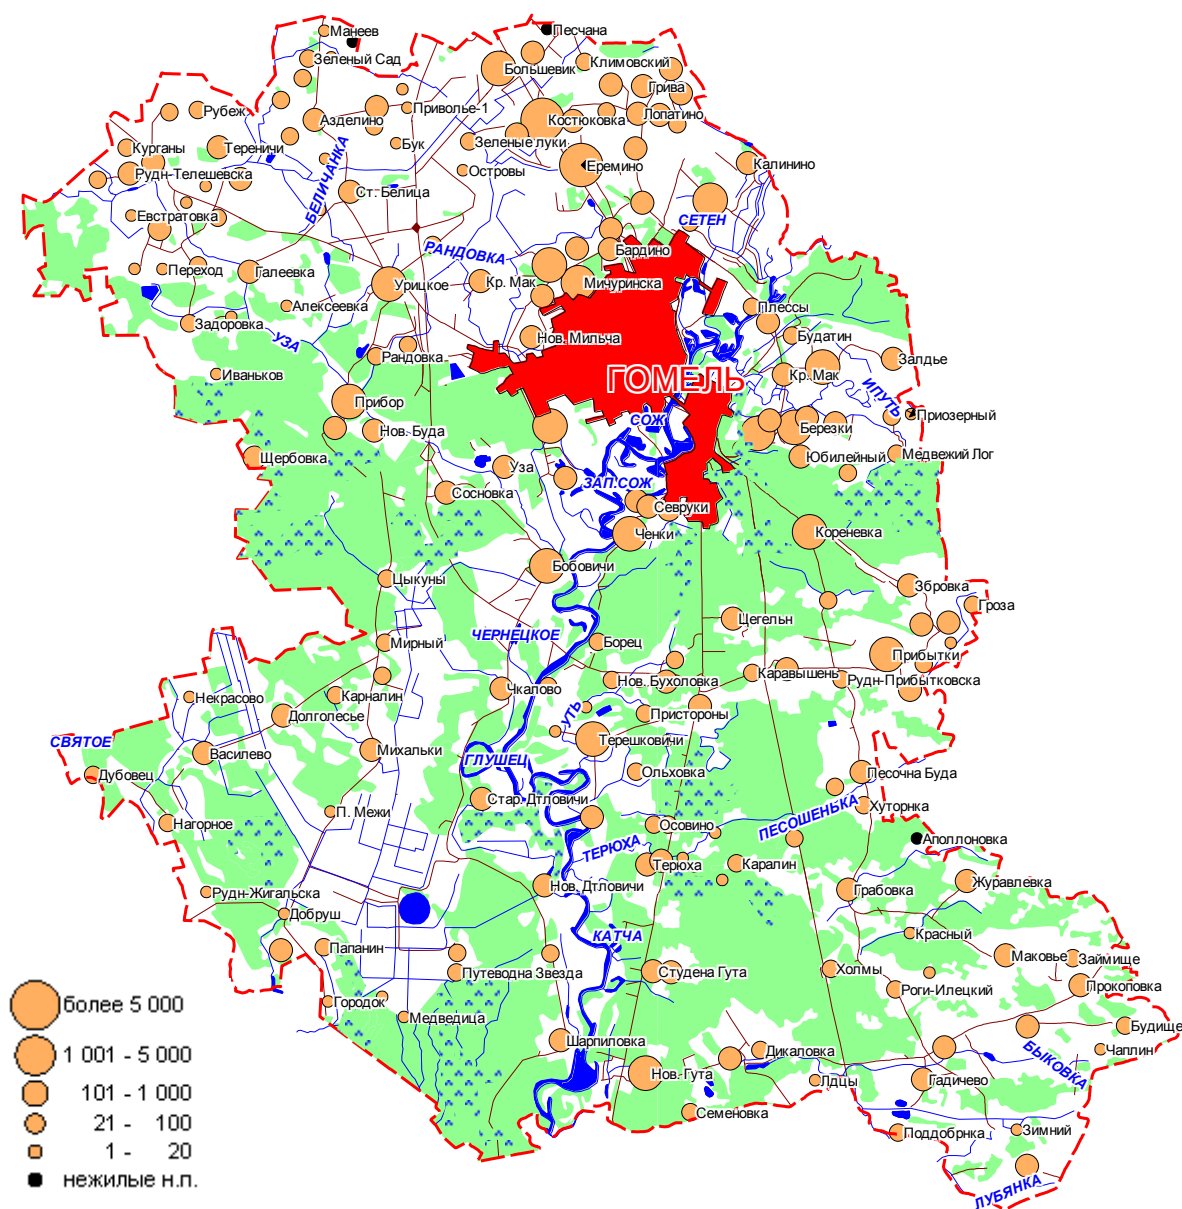 Манеев
Песчана
Зеленый Сад
Большевик
Климовский
Грива
Рубеж
Азделино
Приволье-1
Костюковка
Лопатино
Курганы
Тереничи
БЕЛИЧАНКА
Бук
Зеленые луки
Рудн-Телешевска
Островы
Еремино
Калинино
Ст. Белица
Евстратовка
СЕТЕН
РАНДОВКА
Бардино
Переход
Галеевка
Урицкое
Кр. Мак
Мичуринска
Алексеевка
Плессы
Задоровка
УЗА
Нов. Мильча
Будатин
Рандовка
Залдье
Иваньков
ГОМЕЛЬ
Кр. Мак
ИПУТЬ
Прибор
СОЖ
Приозерный
Нов. Буда
Березки
Щербовка
Уза
Юбилейный
Медвежий Лог
Сосновка
ЗАП.СОЖ
Севруки
Ченки
Кореневка
Бобовичи
Цыкуны
Збровка
Гроза
Цегельн
ЧЕРНЕЦКОЕ
Мирный
Борец
Прибытки
Некрасово
Карналин
Чкалово
Нов. Бухоловка
Каравышень
Рудн-Прибытковска
Долголесье
УТЬ
Пристороны
СВЯТОЕ
Василево
Михальки
Терешковичи
ГЛУШЕЦ
Дубовец
Ольховка
Песочна Буда
Стар. Дтловичи
ПЕСОШЕНЬКА
Хуторнка
Нагорное
П. Межи
Осовино
Аполлоновка
ТЕРЮХА
Терюха
Каралин
Рудн-Жигальска
Нов. Дтловичи
Грабовка
Журавлевка
Добруш
КАТЧА
Красный
Папанин
Маковье
Займище
Путеводна Звезда
Студена Гута
Холмы
Прокоповка
Роги-Илецкий
Городок
Медведица
Будище
Шарпиловка
Дикаловка
Чаплин
БЫКОВКА
Нов. Гута
Лдцы
Гадичево
Семеновка
Поддобрнка
Зимний
ЛУБЯНКА
более 5 000
1 001 - 5 000
101 - 1 000
21 - 100
1 - 20
нежилые н.п.